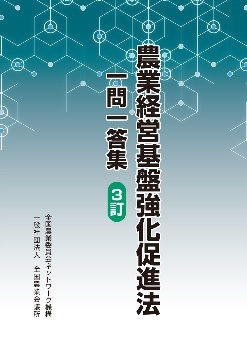 農業経営基盤強化促進法
一問一答集
3訂
全国農業委員会ネットワーク機構
一般社団法人 全国農業会議所